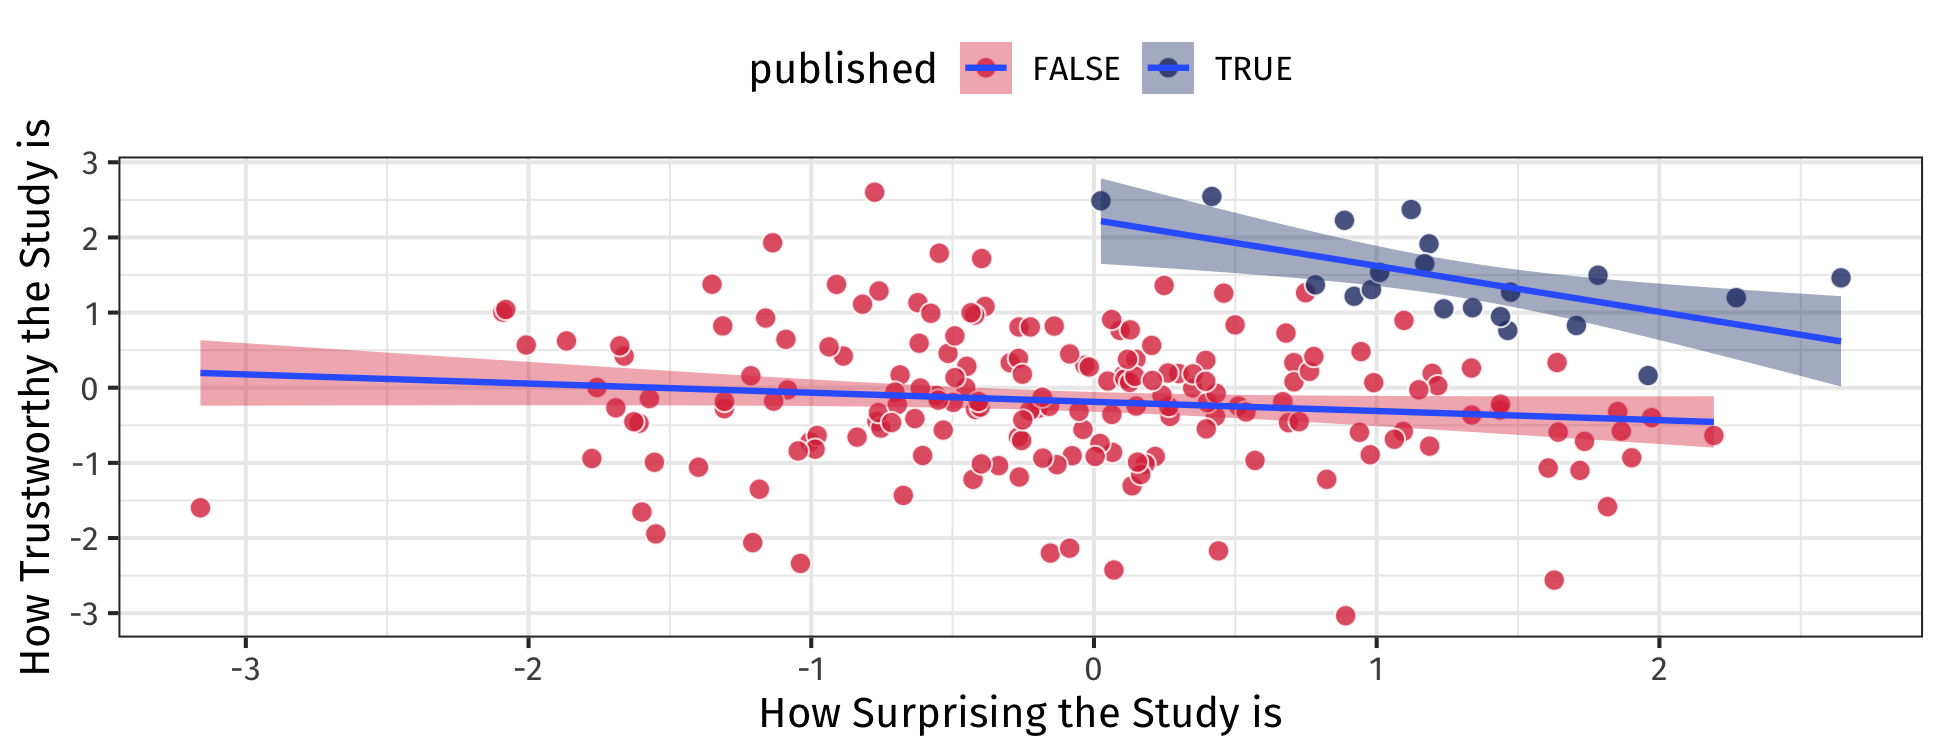 published FALSE TRUE
How Trustworthy the Study is
3
2
1
0
-1
-2
-3
-3 -2 -1 0 1 2
How Surprising the Study is